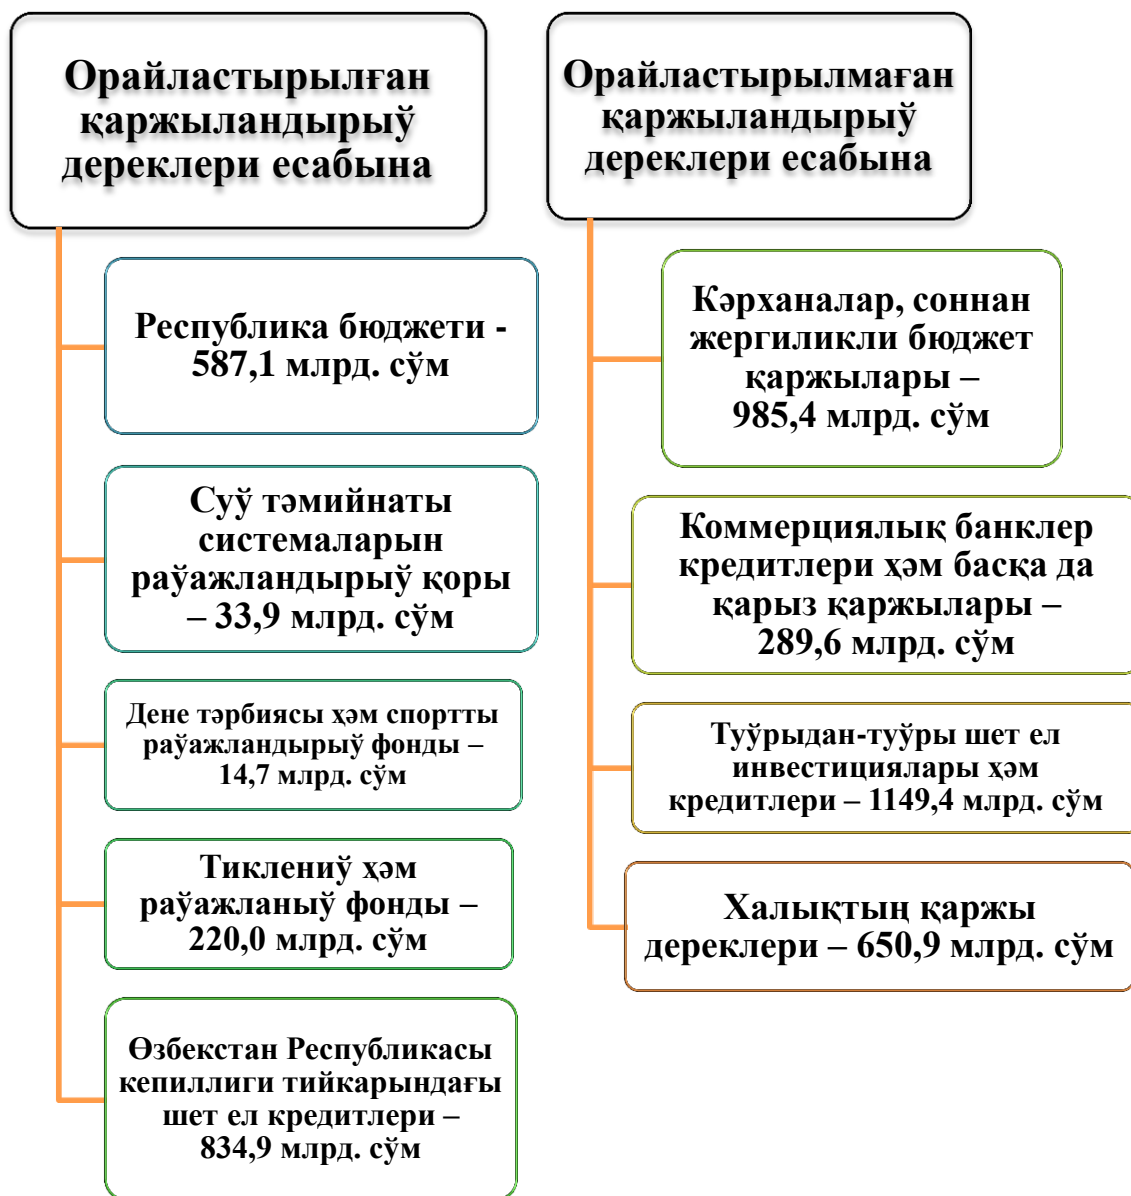 Орайластырылған
қаржыландырыў
дереклери есабына
Республика бюджети -
587,1 млрд. сўм
Суў тәмийнаты
системаларын
раўажландырыў қоры
– 33,9 млрд. сўм
Дене тәрбиясы ҳәм спортты
раўажландырыў фонды –
14,7 млрд. сўм
Тиклениў ҳәм
раўажланыў фонды –
220,0 млрд. сўм
Өзбекстан Республикасы
кепиллиги тийкарындағы
шет ел кредитлери –
834,9 млрд. сўм
Орайластырылмаған
қаржыландырыў
дереклери есабына
Кәрханалар, соннан
жергиликли бюджет
қаржылары –
985,4 млрд. сўм
Коммерциялық банклер
кредитлери ҳәм басқа да
қарыз қаржылары –
289,6 млрд. сўм
Туўрыдан-туўры шет ел
инвестициялары ҳәм
кредитлери – 1149,4 млрд. сўм
Халықтың қаржы
дереклери – 650,9 млрд. сўм